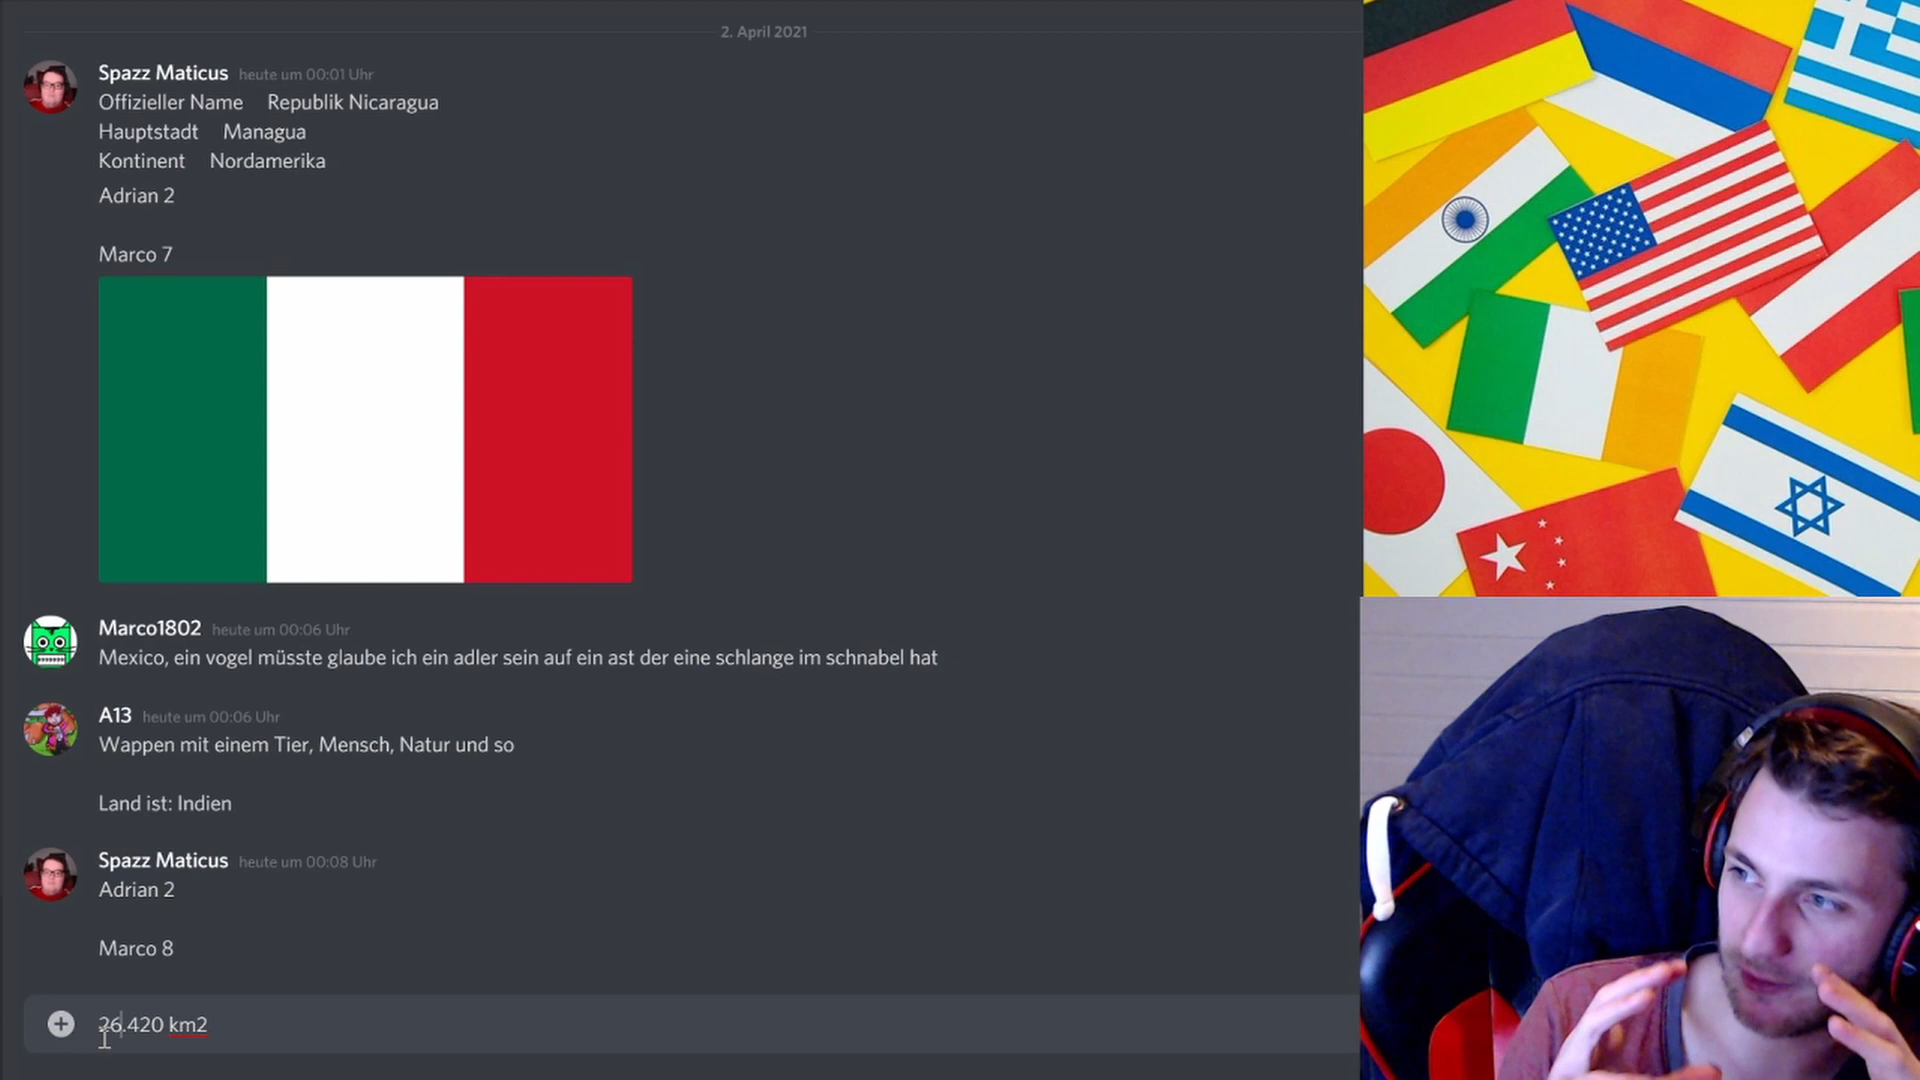 2. April 2021
Spazz Maticus heute um 00:01 Uhr
Offizieller Name Republik Nicaragua
Hauptstadt Managua
Kontinent Nordamerika
Adrian 2
Marco 7
Marco1802 heute um 00:06 Uhr
Mexico, ein vogel müsste glaube ich ein adler sein auf ein ast der eine schlange im schnabel hat
A13 heute um 00:06 Uhr
Wappen mit einem Tier, Mensch, Natur und so
Land ist: Indien
Spazz Maticus heute um 00:08 Uhr
Adrian 2
Marco 8
26.420 km2